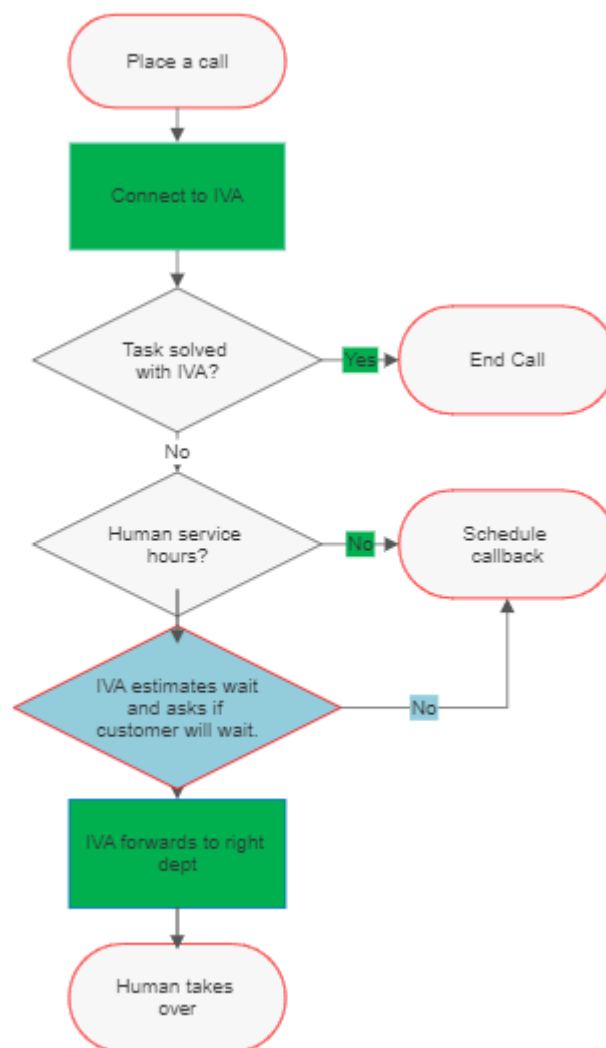 Place a call
Connect to IVA
Task solved
with IVA?
Yes
End Call
No
Human service
hours?
No
Schedule
callback
IVA estimates wait
and asks if
customer will wait.
No
IVA forwards to right
dept
Human takes
over